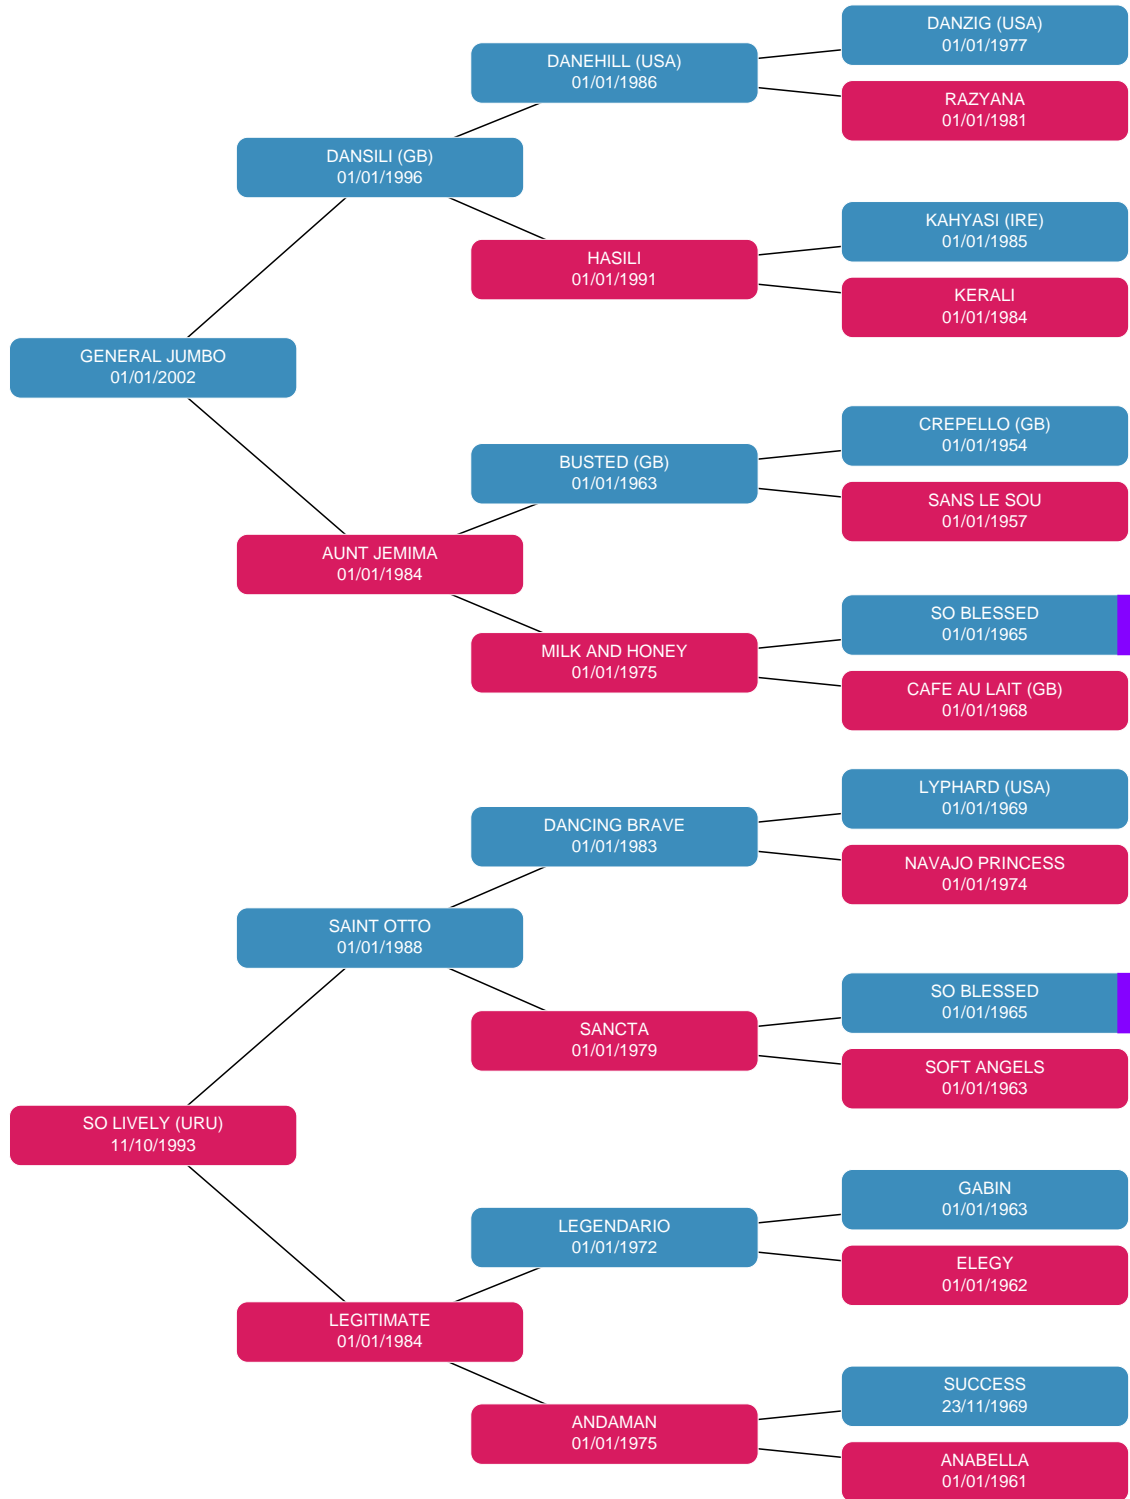 DANZIG (USA)
01/01/1977
DANEHILL (USA)
01/01/1986
RAZYANA
01/01/1981
DANSILI (GB)
01/01/1996
KAHYASI (IRE)
01/01/1985
HASILI
01/01/1991
KERALI
01/01/1984
GENERAL JUMBO
01/01/2002
CREPELLO (GB)
01/01/1954
BUSTED (GB)
01/01/1963
SANS LE SOU
01/01/1957
AUNT JEMIMA
01/01/1984
SO BLESSED
01/01/1965
MILK AND HONEY
01/01/1975
CAFE AU LAIT (GB)
01/01/1968
LYPHARD (USA)
01/01/1969
DANCING BRAVE
01/01/1983
NAVAJO PRINCESS
01/01/1974
SAINT OTTO
01/01/1988
SO BLESSED
01/01/1965
SANCTA
01/01/1979
SOFT ANGELS
01/01/1963
SO LIVELY (URU)
11/10/1993
GABIN
01/01/1963
LEGENDARIO
01/01/1972
ELEGY
01/01/1962
LEGITIMATE
01/01/1984
SUCCESS
23/11/1969
ANDAMAN
01/01/1975
ANABELLA
01/01/1961